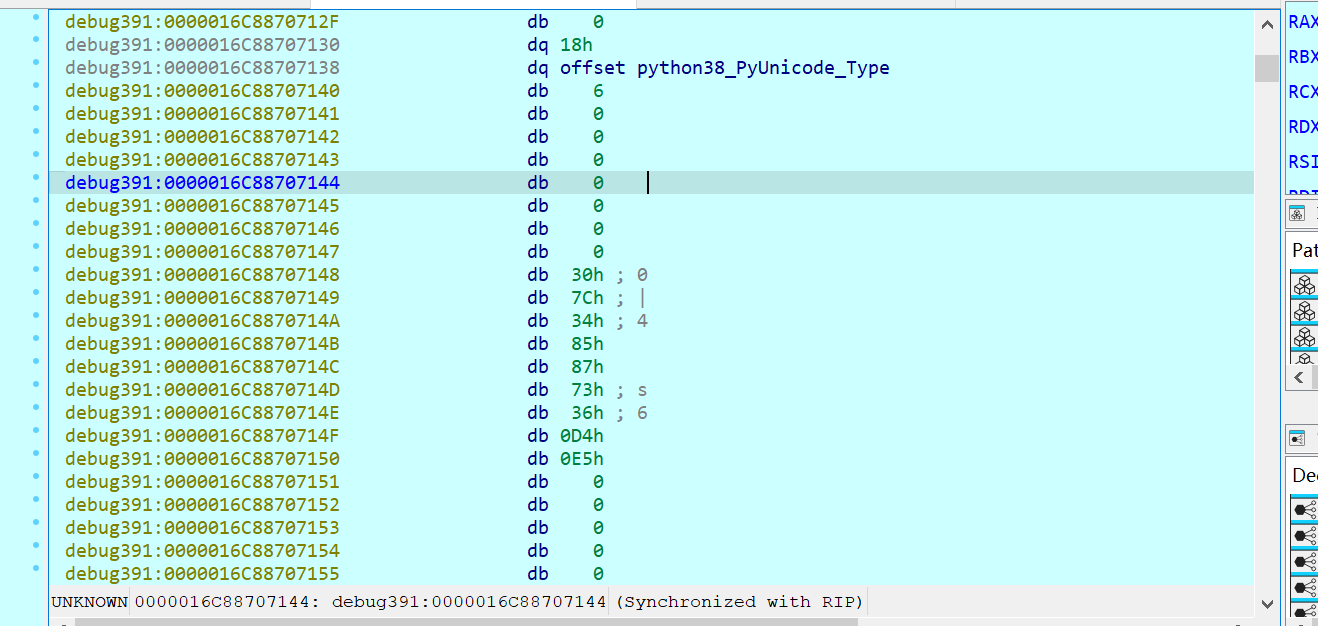 debug391:0000016C8870712F db 0
debug391:0000016C88707130 dq 18h
debug391:0000016C88707138 dq offset python38_PyUnicode_Type
debug391:0000016C88707140 db 6
debug391:0000016C88707141 db 0
debug391:0000016C88707142 db 0
debug391:0000016C88707143 db 0
debug391:0000016C88707144 db 0
debug391:0000016C88707145 db 0
debug391:0000016C88707146 db 0
debug391:0000016C88707147 db 0
debug391:0000016C88707148 db 30h ; 0
debug391:0000016C88707149 db 7Ch ; |
debug391:0000016C8870714A db 34h ; 4
debug391:0000016C8870714B db 85h
debug391:0000016C8870714C db 87h
debug391:0000016C8870714D db 73h ; s
debug391:0000016C8870714E db 36h ; 6
debug391:0000016C8870714F db 0D4h
debug391:0000016C88707150 db 0E5h
debug391:0000016C88707151 db 0
debug391:0000016C88707152 db 0
debug391:0000016C88707153 db 0
debug391:0000016C88707154 db 0
debug391:0000016C88707155 db 0
UNKNOWN 0000016C88707144: debug391:0000016C88707144 (Synchronized with RIP)
RAX
RBX
RCX
RDX
RSI
Pat
Dec